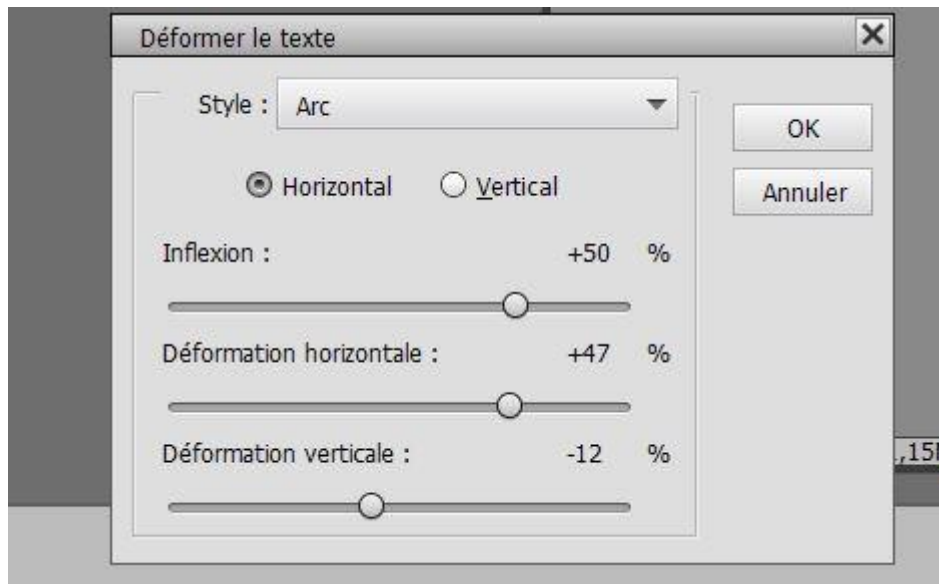 Déformer le texte
Style : Arc
OK
Horizontal Vertical
Annuler
Inflexion : +50 %
Déformation horizontale : +47 %
Déformation verticale : -12 %